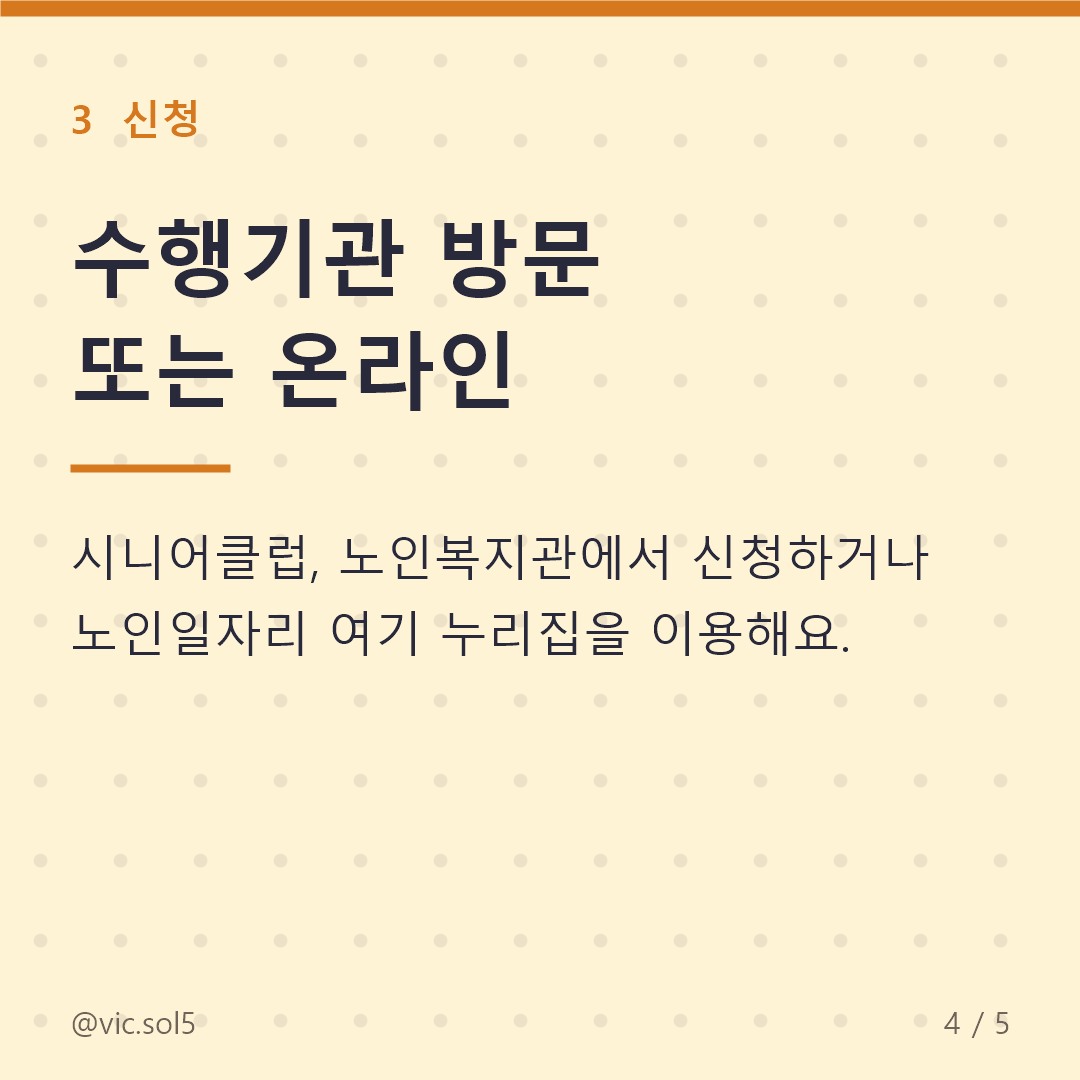 3 신청
수행기관 방문
또는 온라인
시니어클럽, 노인복지관에서 신청하거나
노인일자리 여기 누리집을 이용해요.
@vic.sol5
4 / 5